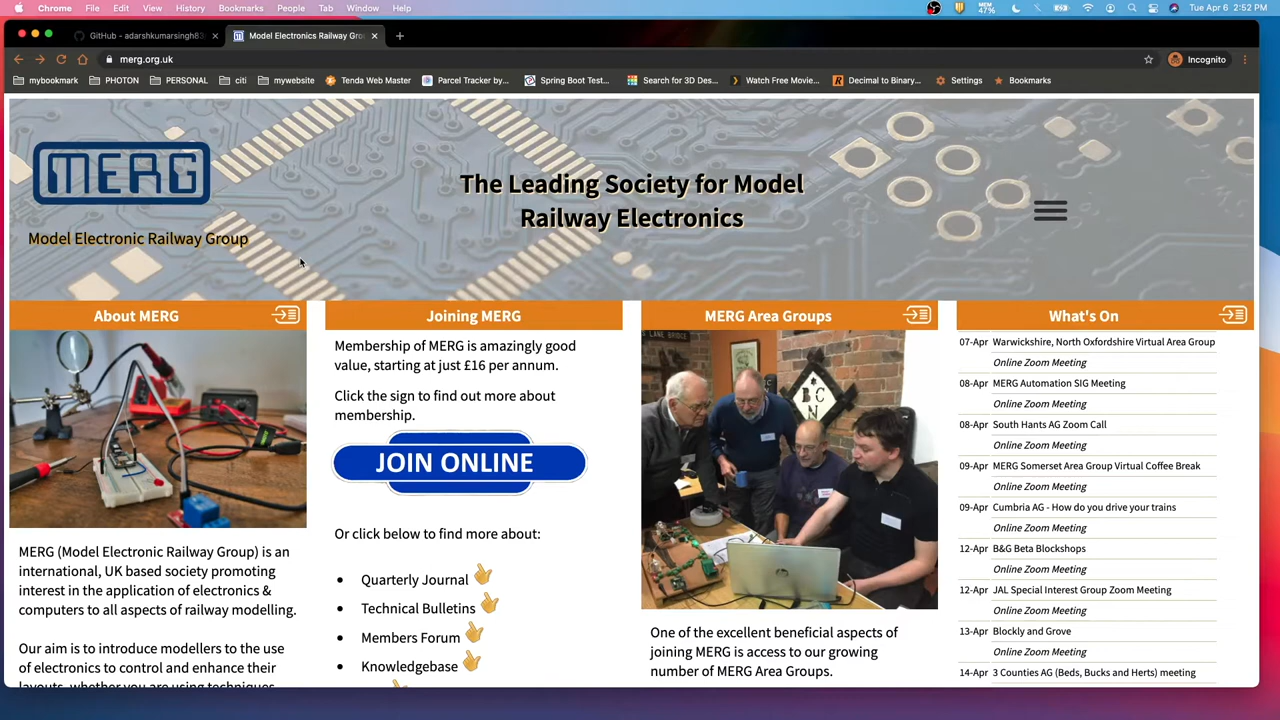 Chrome File Edit View History Bookmarks People Tab Window Help
MEM 47% Tue Apr 6 2:52 PM
GitHub - adarshkumarsingh83
Model Electronics Railway Gro
merg.org.uk
Incognito
mybookmark PHOTON PERSONAL citi mywebsite Tenda Web Master Parcel Tracker by... Spring Boot Test... Search for 3D Des... Watch Free Movie... Decimal to Binary... Settings Bookmarks
MERG
Model Electronic Railway Group
The Leading Society for Model
Railway Electronics
About MERG
MERG (Model Electronic Railway Group) is an
international, UK based society promoting
interest in the application of electronics &
computers to all aspects of railway modelling.
Our aim is to introduce modellers to the use
of electronics to control and enhance their
layouts, whether you are using techniques
Joining MERG
Membership of MERG is amazingly good
value, starting at just £16 per annum.
Click the sign to find out more about
membership.
JOIN ONLINE
Or click below to find more about:
• Quarterly Journal
• Technical Bulletins
• Members Forum
• Knowledgebase
MERG Area Groups
One of the excellent beneficial aspects of
joining MERG is access to our growing
number of MERG Area Groups.
What's On
07-Apr Warwickshire, North Oxfordshire Virtual Area Group
Online Zoom Meeting
08-Apr MERG Automation SIG Meeting
Online Zoom Meeting
08-Apr South Hants AG Zoom Call
Online Zoom Meeting
09-Apr MERG Somerset Area Group Virtual Coffee Break
Online Zoom Meeting
09-Apr Cumbria AG - How do you drive your trains
Online Zoom Meeting
12-Apr B&G Beta Blockshops
Online Zoom Meeting
12-Apr JAL Special Interest Group Zoom Meeting
Online Zoom Meeting
13-Apr Blockly and Grove
Online Zoom Meeting
14-Apr 3 Counties AG (Beds, Bucks and Herts) meeting